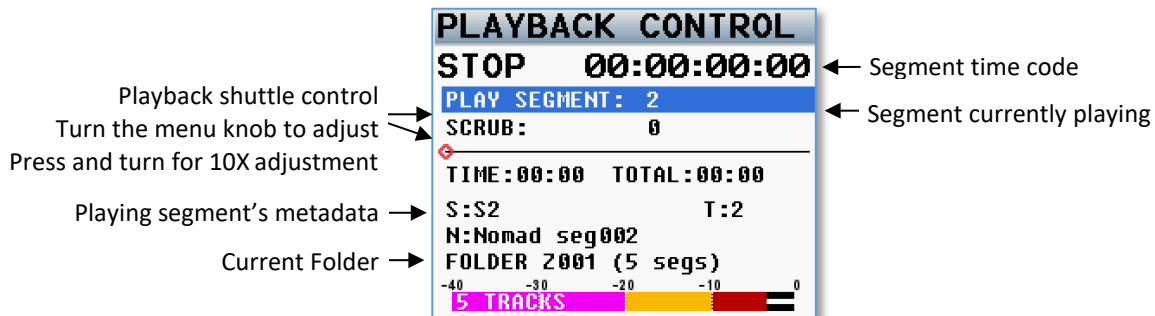 PLAYBACK CONTROL
STOP 00:00:00:00
Segment time code
Playback shuttle control
Turn the menu knob to adjust
Press and turn for 10X adjustment
PLAY SEGMENT: 2
Segment currently playing
SCRUB: 0
TIME:00:00 TOTAL:00:00
Playing segment's metadata
S:S2 T:2
N:Nomad seg002
Current Folder
FOLDER Z001 (5 segs)
-40 -30 -20 -10 0
5 TRACKS